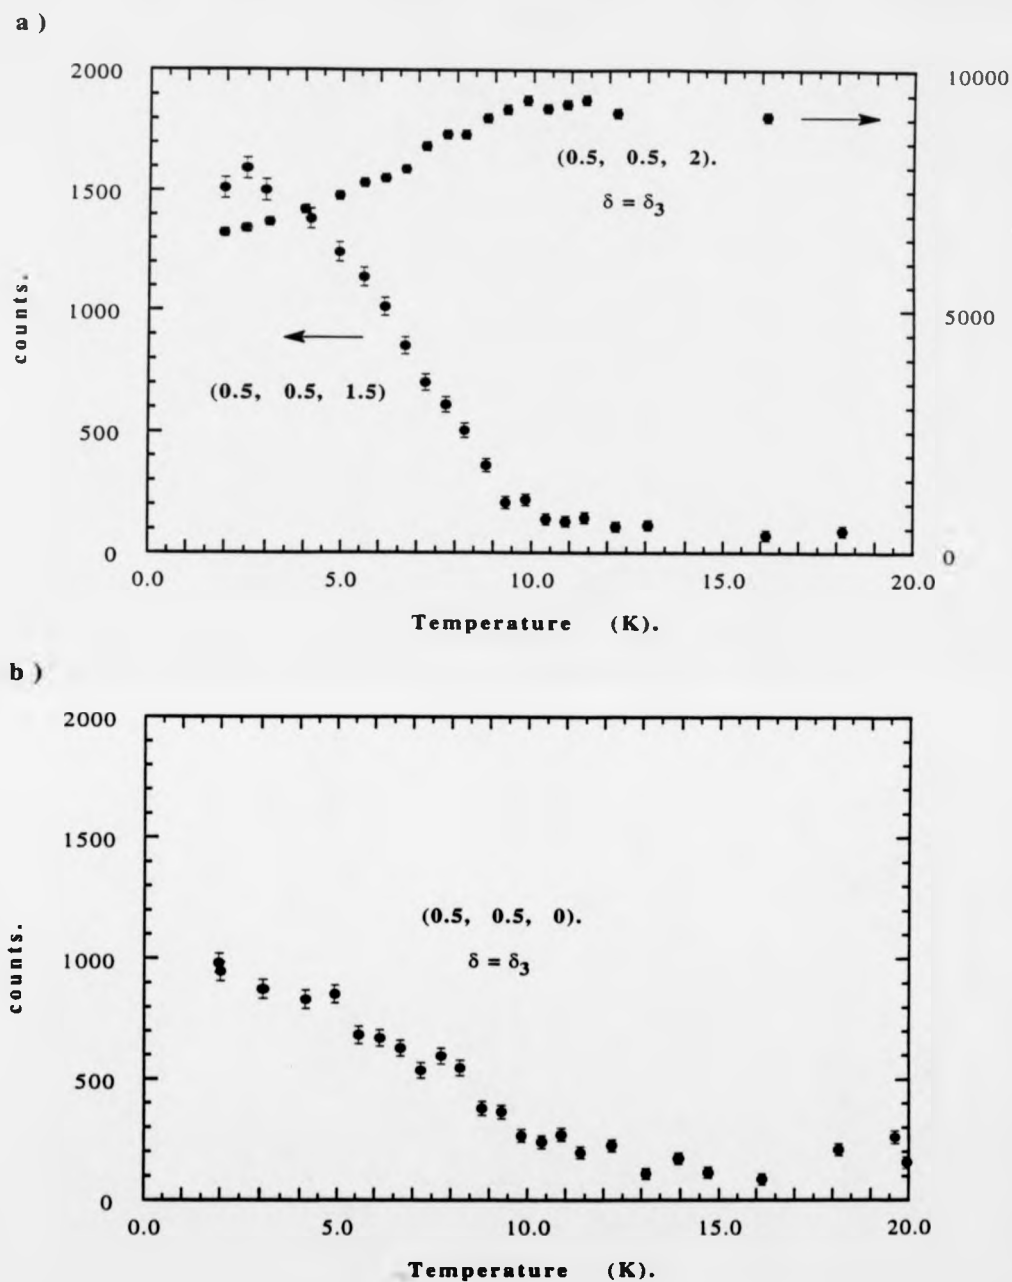 a )
2000
1500
1000
500
0
counts.
10000
5000
0
(0.5, 0.5, 2).
δ = δ3
(0.5, 0.5, 1.5)
0.0 5.0 10.0 15.0 20.0
Temperature (K).
b )
2000
1500
1000
500
0
counts.
(0.5, 0.5, 0).
δ = δ3
0.0 5.0 10.0 15.0 20.0
Temperature (K).